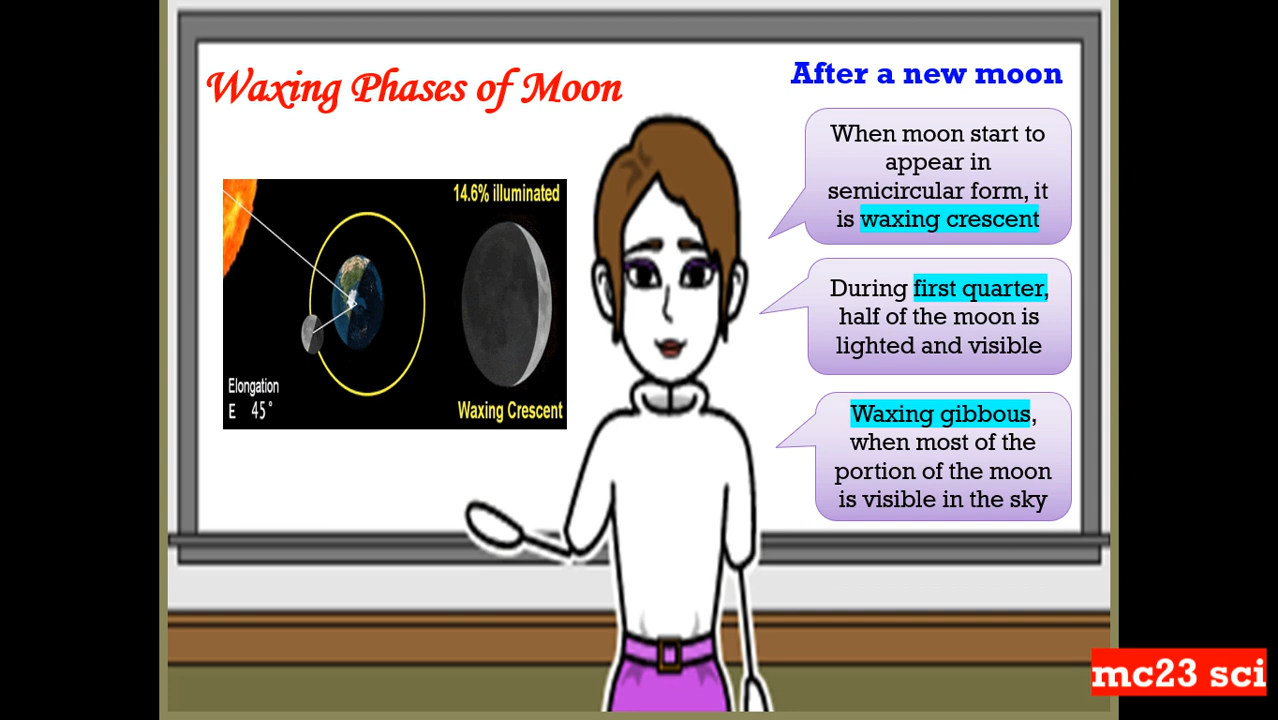 Waxing Phases of Moon
14.6% illuminated
Elongation
E 45°
Waxing Crescent
After a new moon
When moon start to
appear in
semicircular form, it
is waxing crescent
During first quarter,
half of the moon is
lighted and visible
Waxing gibbous,
when most of the
portion of the moon
is visible in the sky
mc23 sci